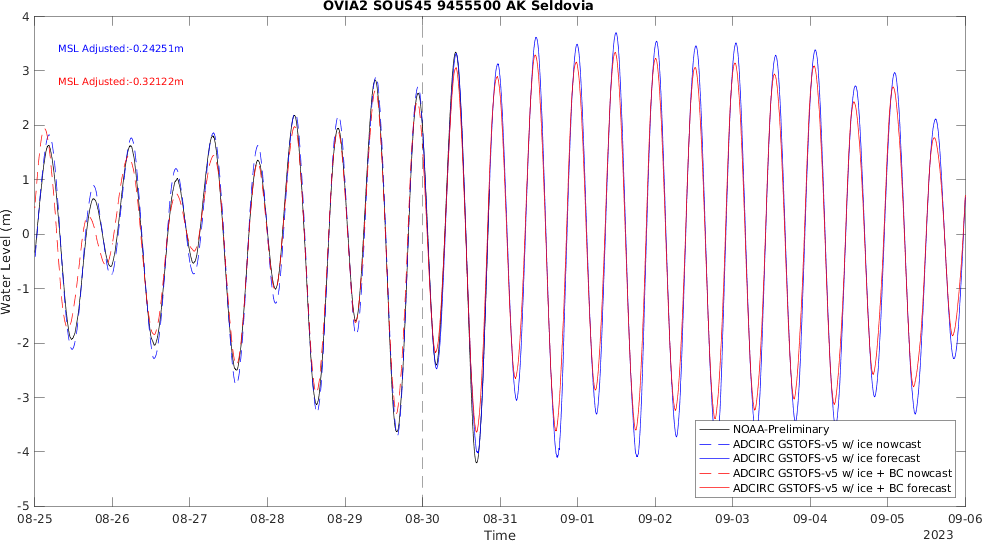 OVIA2 SOUS45 9455500 AK Seldovia
MSL Adjusted:-0.24251m
MSL Adjusted:-0.32122m
Water Level (m)
4
3
2
1
0
-1
-2
-3
-4
-5
NOAA-Preliminary
ADCIRC GSTOFS-v5 w/ ice nowcast
ADCIRC GSTOFS-v5 w/ ice forecast
ADCIRC GSTOFS-v5 w/ ice + BC nowcast
ADCIRC GSTOFS-v5 w/ ice + BC forecast
08-25 08-26 08-27 08-28 08-29 08-30 08-31 09-01 09-02 09-03 09-04 09-05 09-06
Time
2023